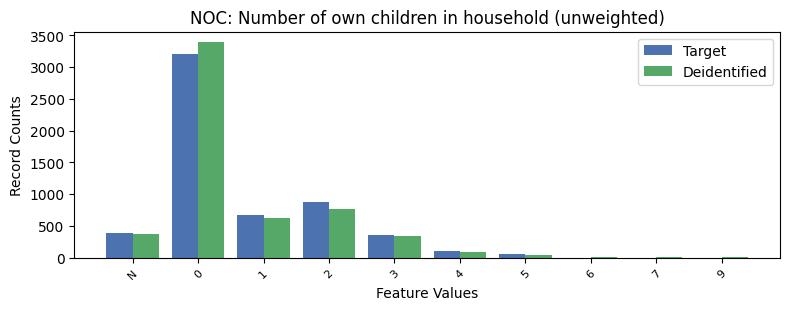 NOC: Number of own children in household (unweighted)
Target
Deidentified
Record Counts
3500
3000
2500
2000
1500
1000
500
0
N 0 1 2 3 4 5 6 7 9
Feature Values